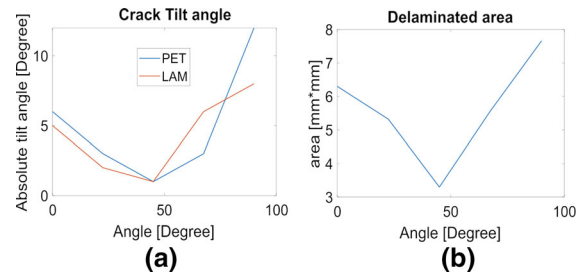 Crack Tilt angle
Absolute tilt angle [Degree]
10
5
0
PET
LAM
0 50 100
Angle [Degree]
(a)
Delaminated area
area [mm*mm]
8
7
6
5
4
3
0 50 100
Angle [Degree]
(b)